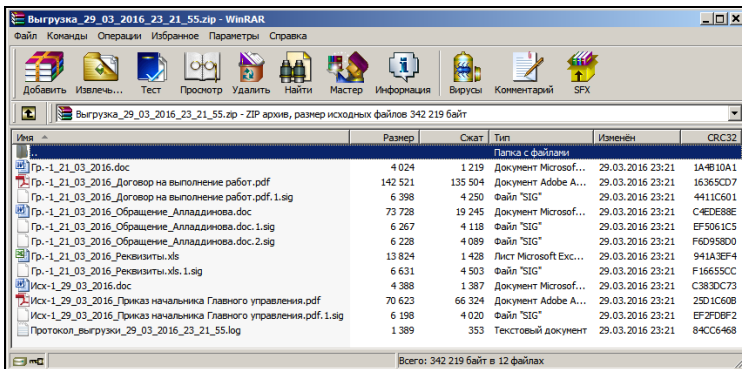 Выгрузка_29_03_2016_23_21_55.zip - WinRAR
Файл Команды Операции Избранное Параметры Справка
Добавить Извлечь... Тест Просмотр Удалить Найти Мастер Информация Вирусы Комментарий SFX
Выгрузка_29_03_2016_23_21_55.zip - ZIP архив, размер исходных файлов 342 219 байт
Имя Размер Сжат Тип Изменён CRC32
.. Папка с файлами
Гр.-1_21_03_2016.doc 4 024 1 219 Документ Microsof... 29.03.2016 23:21 1A4B10A1
Гр.-1_21_03_2016_Договор на выполнение работ.pdf 142 521 135 504 Документ Adobe A... 29.03.2016 23:21 16365CD7
Гр.-1_21_03_2016_Договор на выполнение работ.pdf.1.sig 6 398 4 250 Файл "SIG" 29.03.2016 23:21 4411C601
Гр.-1_21_03_2016_Обращение_Алладдинова.doc 73 728 19 245 Документ Microsof... 29.03.2016 23:21 C4EDE88E
Гр.-1_21_03_2016_Обращение_Алладдинова.doc.1.sig 6 267 4 118 Файл "SIG" 29.03.2016 23:21 EF5061C5
Гр.-1_21_03_2016_Обращение_Алладдинова.doc.2.sig 6 228 4 089 Файл "SIG" 29.03.2016 23:21 F6D958D0
Гр.-1_21_03_2016_Реквизиты.xls 13 824 1 428 Лист Microsoft Exc... 29.03.2016 23:21 941A3EF4
Гр.-1_21_03_2016_Реквизиты.xls.1.sig 6 631 4 503 Файл "SIG" 29.03.2016 23:21 F16655CC
Исх-1_29_03_2016.doc 4 388 1 387 Документ Microsof... 29.03.2016 23:21 C383DC73
Исх-1_29_03_2016_Приказ начальника Главного управления.pdf 70 623 66 324 Документ Adobe A... 29.03.2016 23:21 25D1C60B
Исх-1_29_03_2016_Приказ начальника Главного управления.pdf.1.sig 6 198 4 020 Файл "SIG" 29.03.2016 23:21 EF2FDBF2
Протокол_выгрузки_29_03_2016_23_21_55.log 1 389 353 Текстовый документ 29.03.2016 23:21 84CC6468
Всего: 342 219 байт в 12 файлах